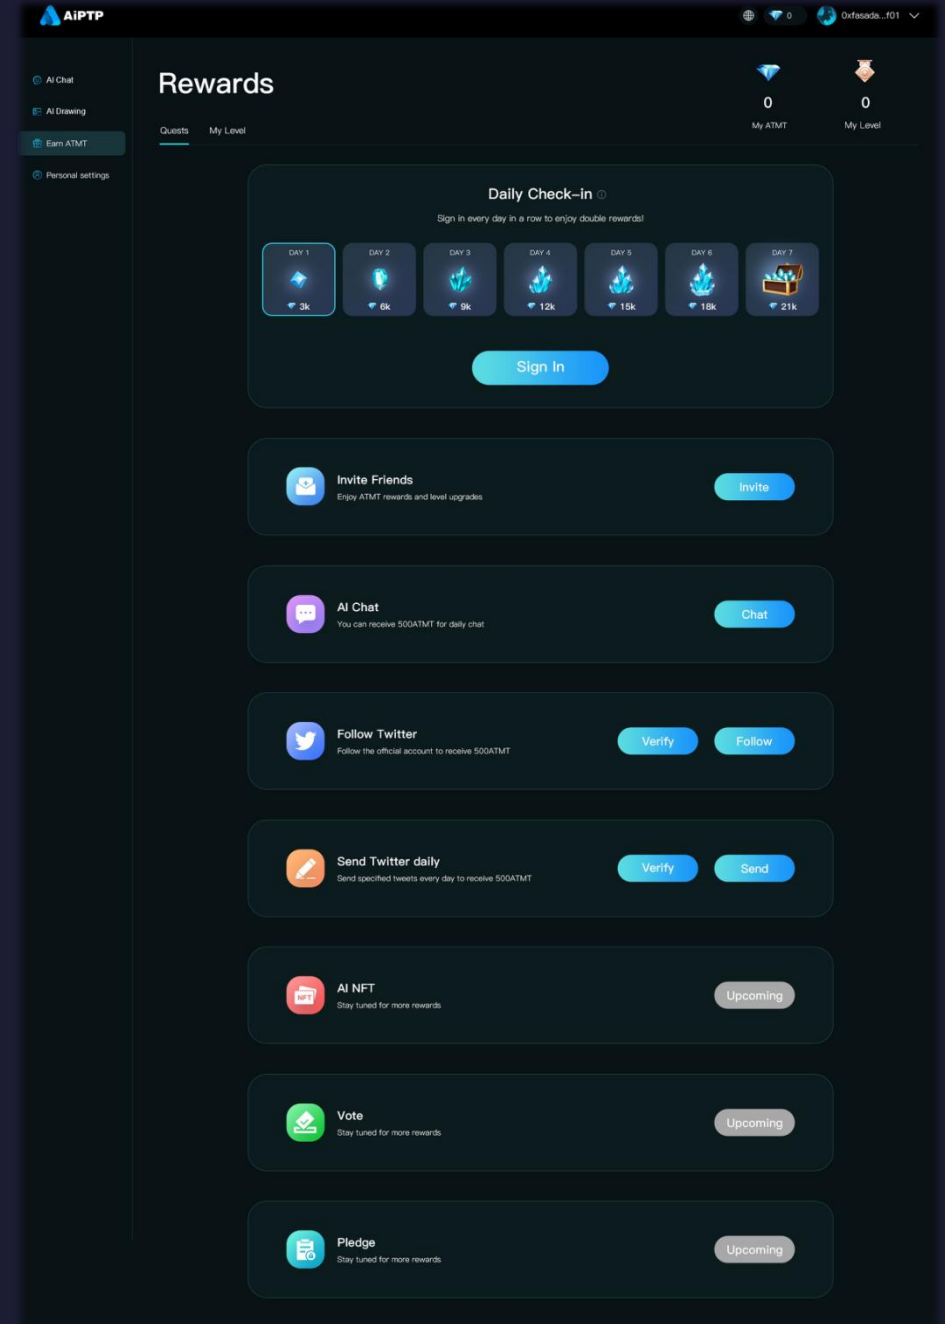 AiPTP
0
0xfasada...f01
AI Chat
AI Drawing
Earn ATMT
Personal settings
Rewards
0
My ATMT
0
My Level
Quests
My Level
Daily Check-in
Sign in every day in a row to enjoy double rewards!
DAY 1
3k
DAY 2
6k
DAY 3
9k
DAY 4
12k
DAY 5
15k
DAY 6
18k
DAY 7
21k
Sign In
Invite Friends
Enjoy ATMT rewards and level upgrades
Invite
AI Chat
You can receive 500ATMT for daily chat
Chat
Follow Twitter
Follow the official account to receive 500ATMT
Verify
Follow
Send Twitter daily
Send specified tweets every day to receive 500ATMT
Verify
Send
NFT
AI NFT
Stay tuned for more rewards
Upcoming
Vote
Stay tuned for more rewards
Upcoming
Pledge
Stay tuned for more rewards
Upcoming